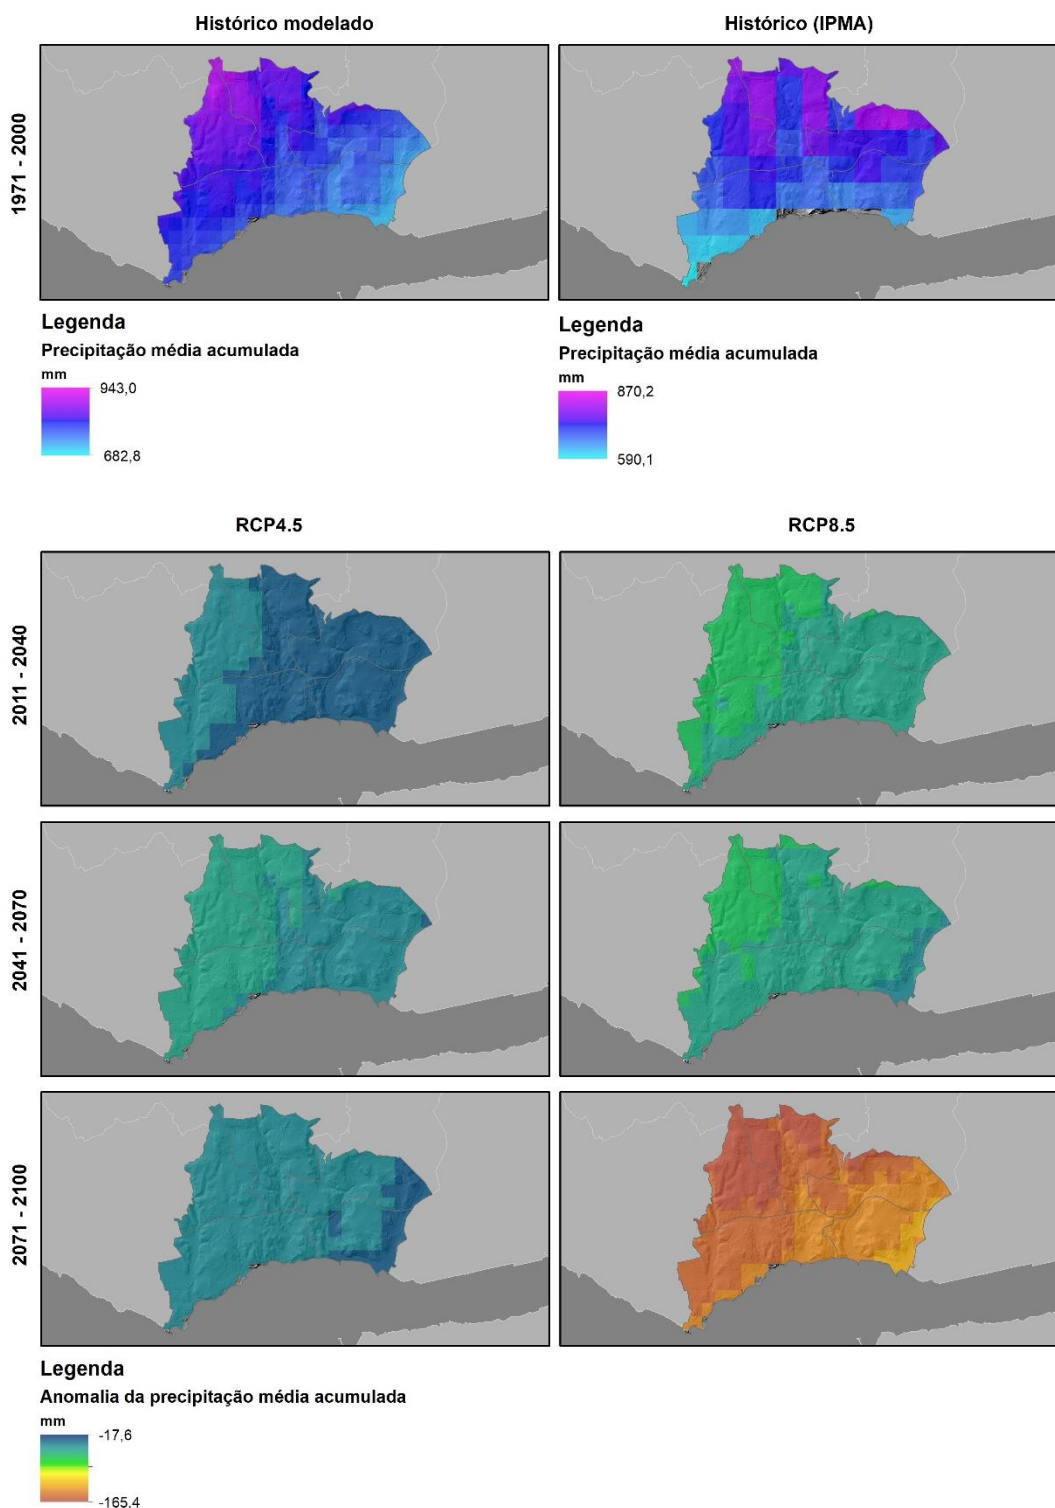 Histórico modelado
Histórico (IPMA)
1971 - 2000
Legenda
Precipitação média acumulada
mm
943,0
682,8
Legenda
Precipitação média acumulada
mm
870,2
590,1
RCP4.5
RCP8.5
2011 - 2040
2041 - 2070
2071 - 2100
Legenda
Anomalia da precipitação média acumulada
mm
-17,6
-165,4